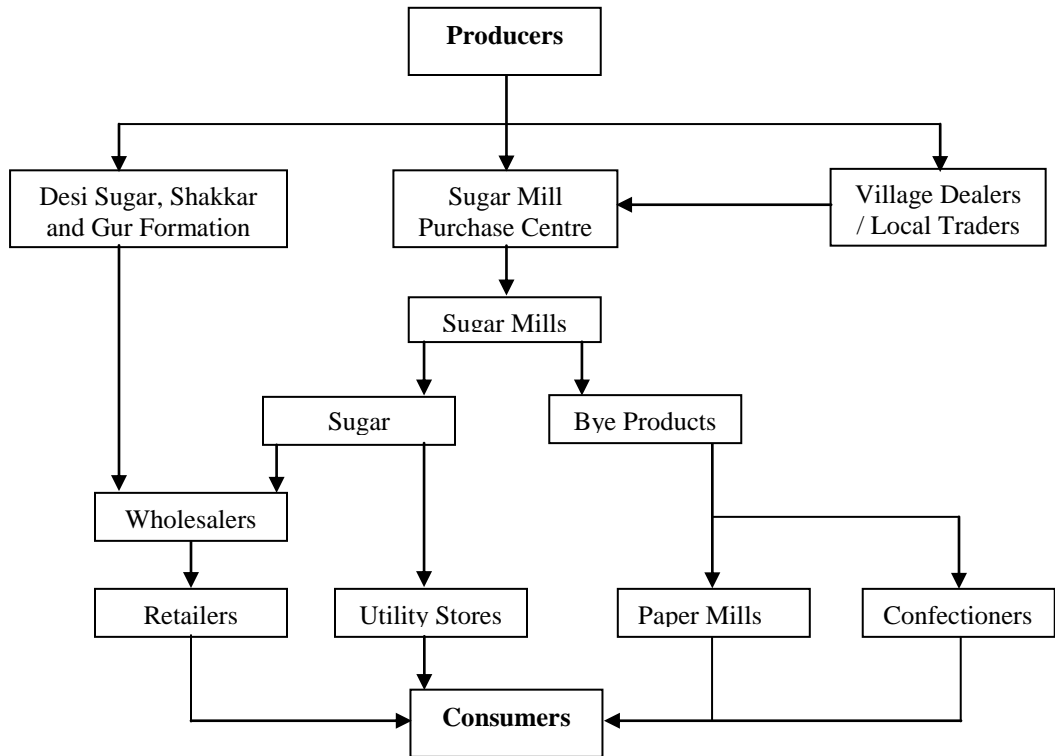 Producers
Desi Sugar, Shakkar
and Gur Formation
Sugar Mill
Purchase Centre
Village Dealers
/ Local Traders
Sugar Mills
Sugar
Bye Products
Wholesalers
Retailers
Utility Stores
Paper Mills
Confectioners
Consumers